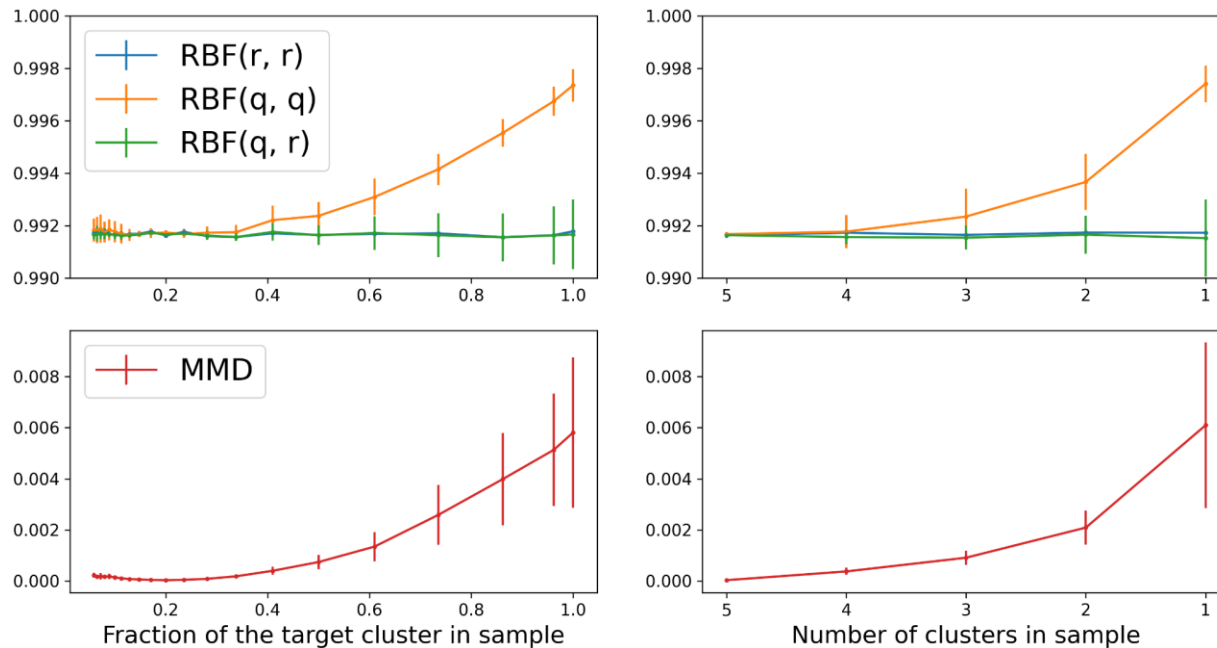 1.000
0.998
0.996
0.994
0.992
0.990
RBF(r, r)
RBF(q, q)
RBF(q, r)
0.2 0.4 0.6 0.8 1.0
1.000
0.998
0.996
0.994
0.992
0.990
5 4 3 2 1
0.008
0.006
0.004
0.002
0.000
MMD
0.2 0.4 0.6 0.8 1.0
Fraction of the target cluster in sample
0.008
0.006
0.004
0.002
0.000
5 4 3 2 1
Number of clusters in sample